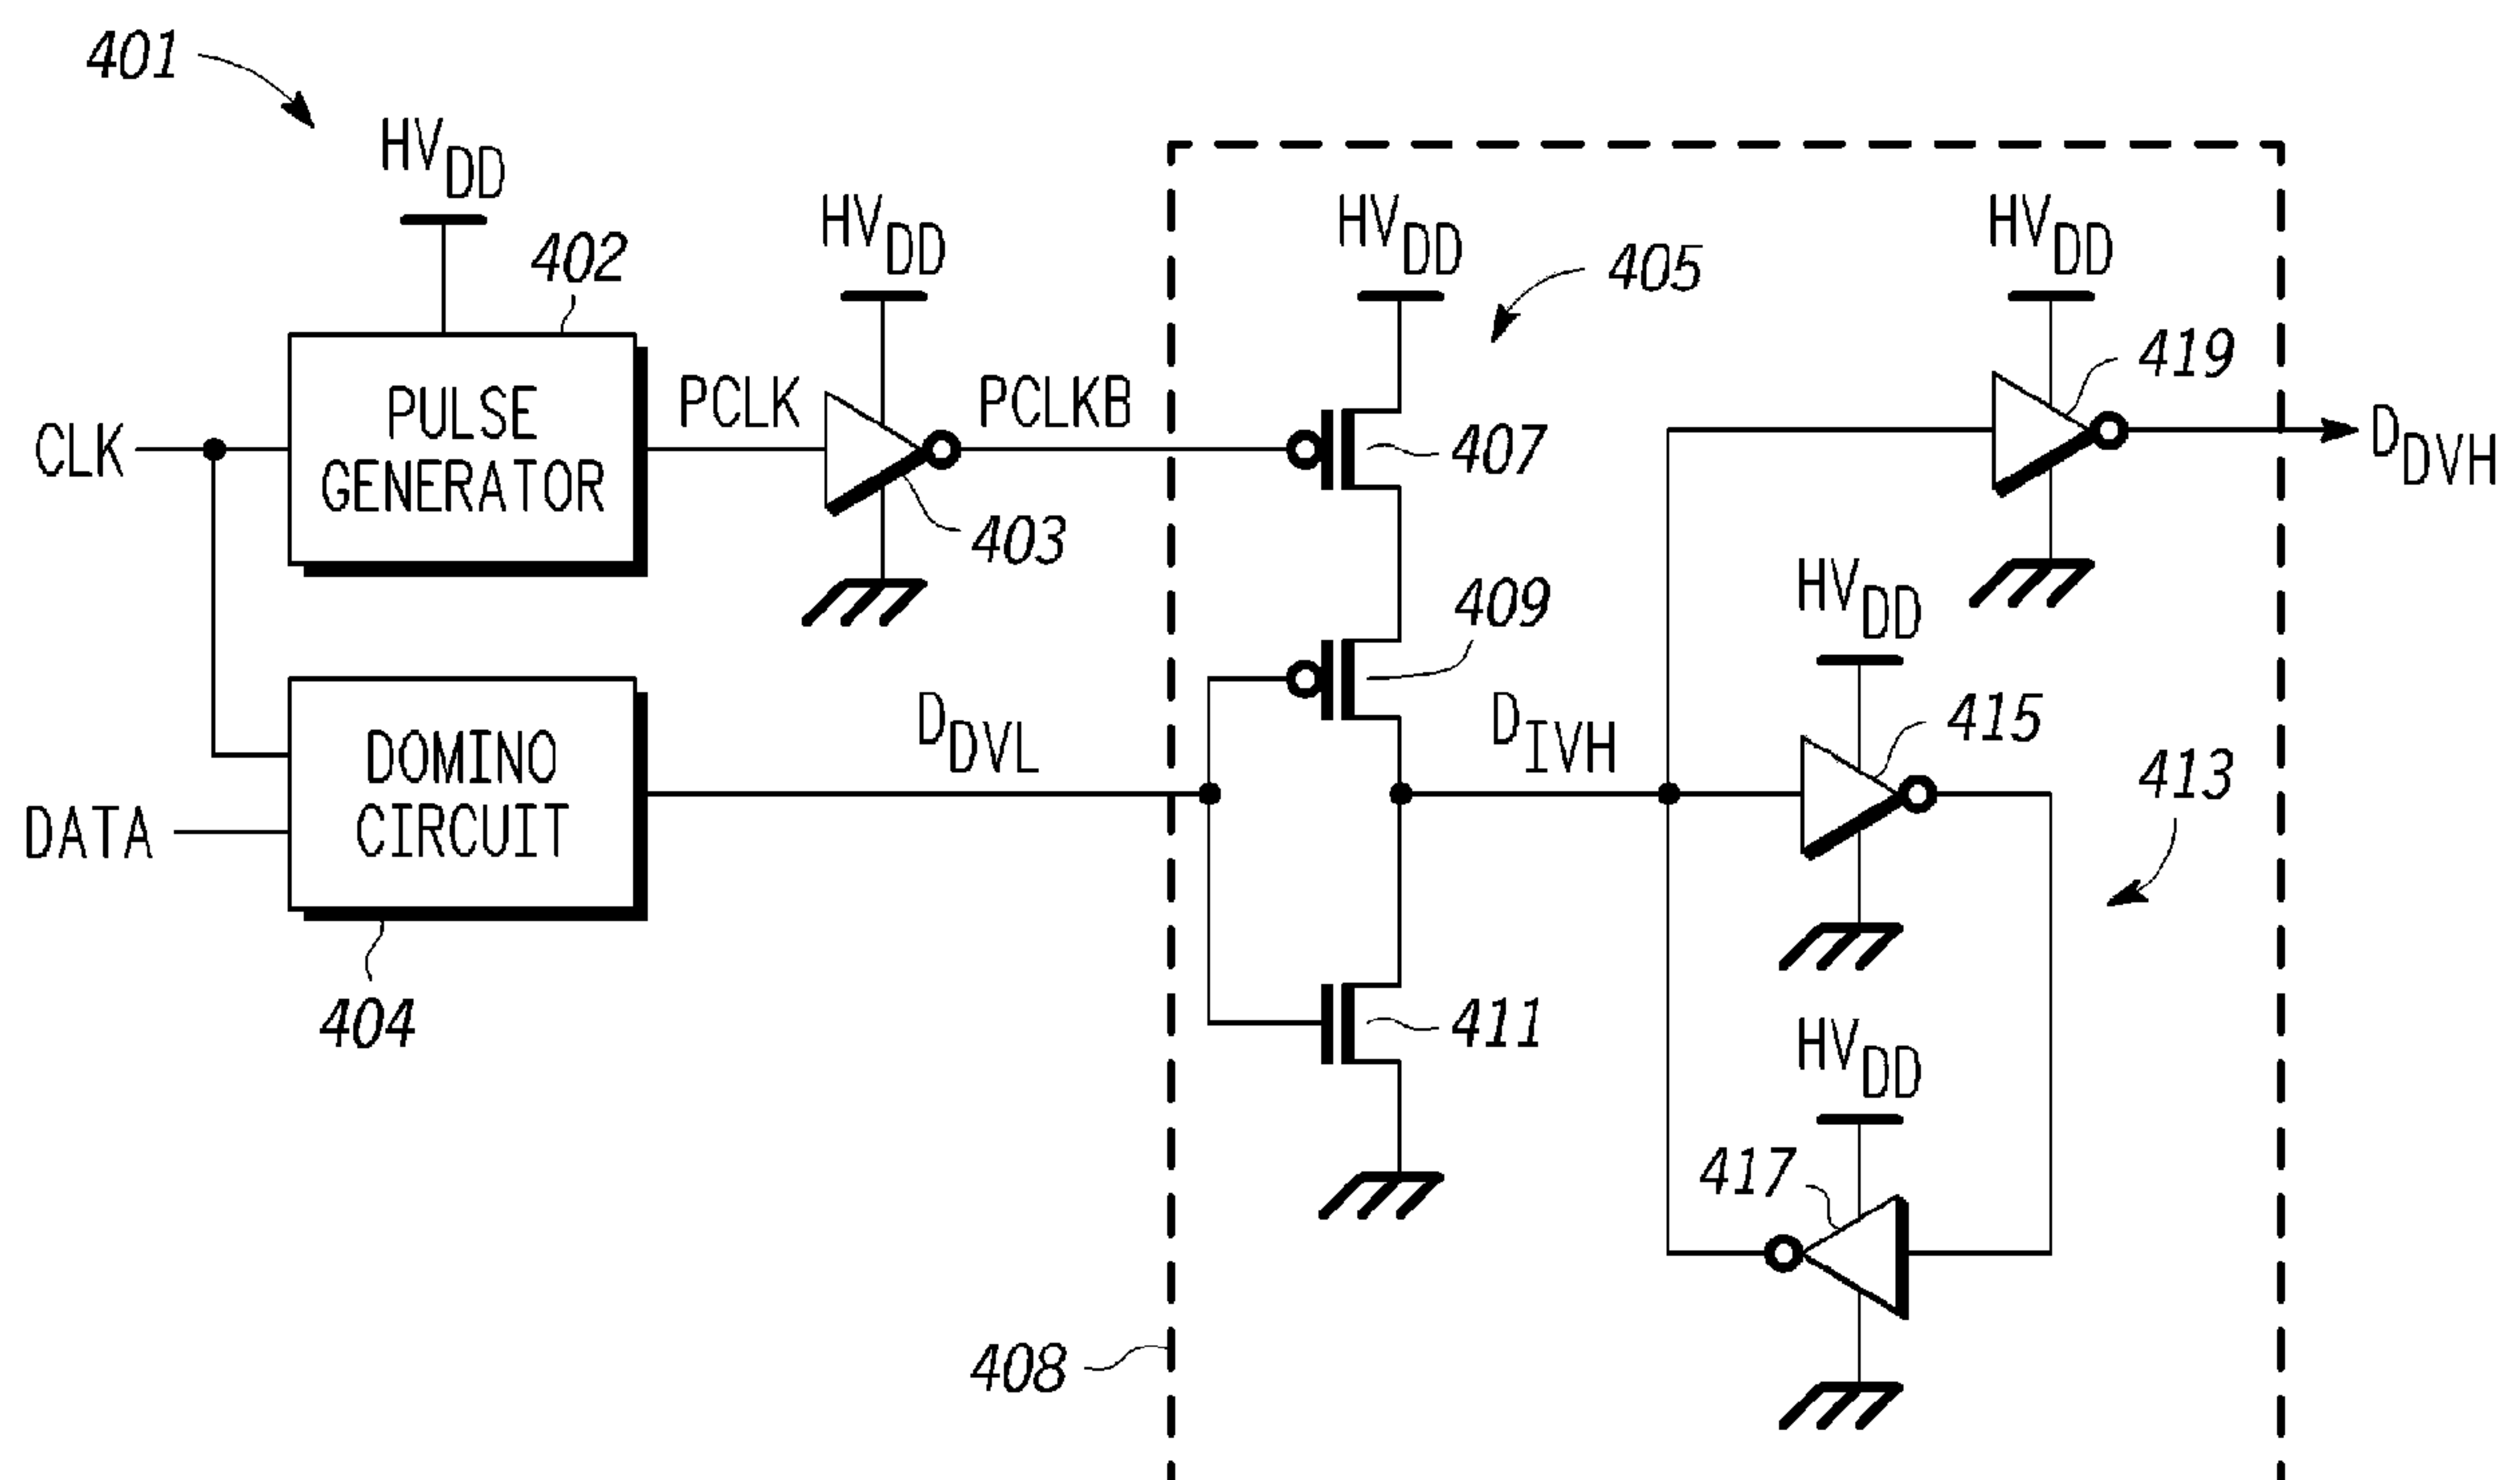 401
HVDD
402
HVDD
HVDD
405
HVDD
419
CLK
PULSE
GENERATOR
PCLK
PCLKB
407
DDVH
403
HVDD
409
DOMINO
CIRCUIT
DDVL
DIVH
415
413
DATA
404
411
HVDD
417
408